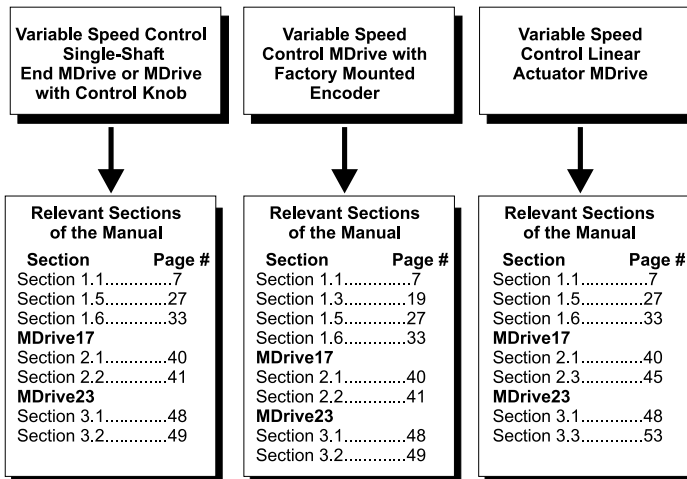 Variable Speed Control
Single-Shaft
End MDrive or MDrive
with Control Knob
Variable Speed
Control MDrive with
Factory Mounted
Encoder
Variable Speed
Control Linear
Actuator MDrive
Relevant Sections
of the Manual
Section Page #
Section 1.1..............7
Section 1.5............27
Section 1.6............33
MDrive17
Section 2.1............40
Section 2.2............41
MDrive23
Section 3.1............48
Section 3.2............49
Relevant Sections
of the Manual
Section Page #
Section 1.1..............7
Section 1.3............19
Section 1.5............27
Section 1.6............33
MDrive17
Section 2.1............40
Section 2.2............41
MDrive23
Section 3.1............48
Section 3.2............49
Relevant Sections
of the Manual
Section Page #
Section 1.1..............7
Section 1.5............27
Section 1.6............33
MDrive17
Section 2.1............40
Section 2.3............45
MDrive23
Section 3.1............48
Section 3.3............53